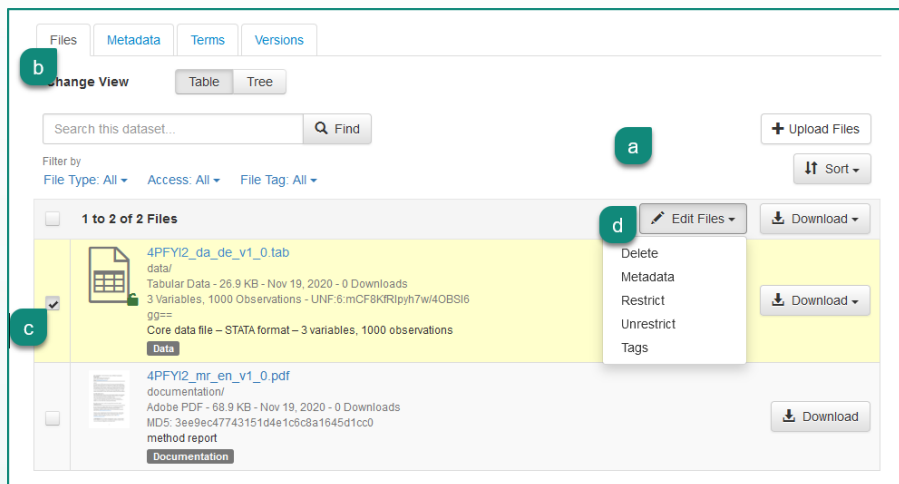 Files Metadata Terms Versions
b
Change View Table Tree
Search this dataset... Find
a
+ Upload Files
Filter by
File Type: All Access: All File Tag: All
Sort
1 to 2 of 2 Files
d
Edit Files
Download
Delete
Metadata
Restrict
Unrestrict
Tags
c
4PFYI2_da_de_v1_0.tab
data/
Tabular Data - 26.9 KB - Nov 19, 2020 - 0 Downloads
3 Variables, 1000 Observations - UNF:6:mCF8KfRlpyh7w/4OBSI6
gg==
Core data file – STATA format – 3 variables, 1000 observations
Data
Download
4PFYI2_mr_en_v1_0.pdf
documentation/
Adobe PDF - 68.9 KB - Nov 19, 2020 - 0 Downloads
MD5: 3ee9ec47743151d4e1c6c8a1645d1cc0
method report
Documentation
Download